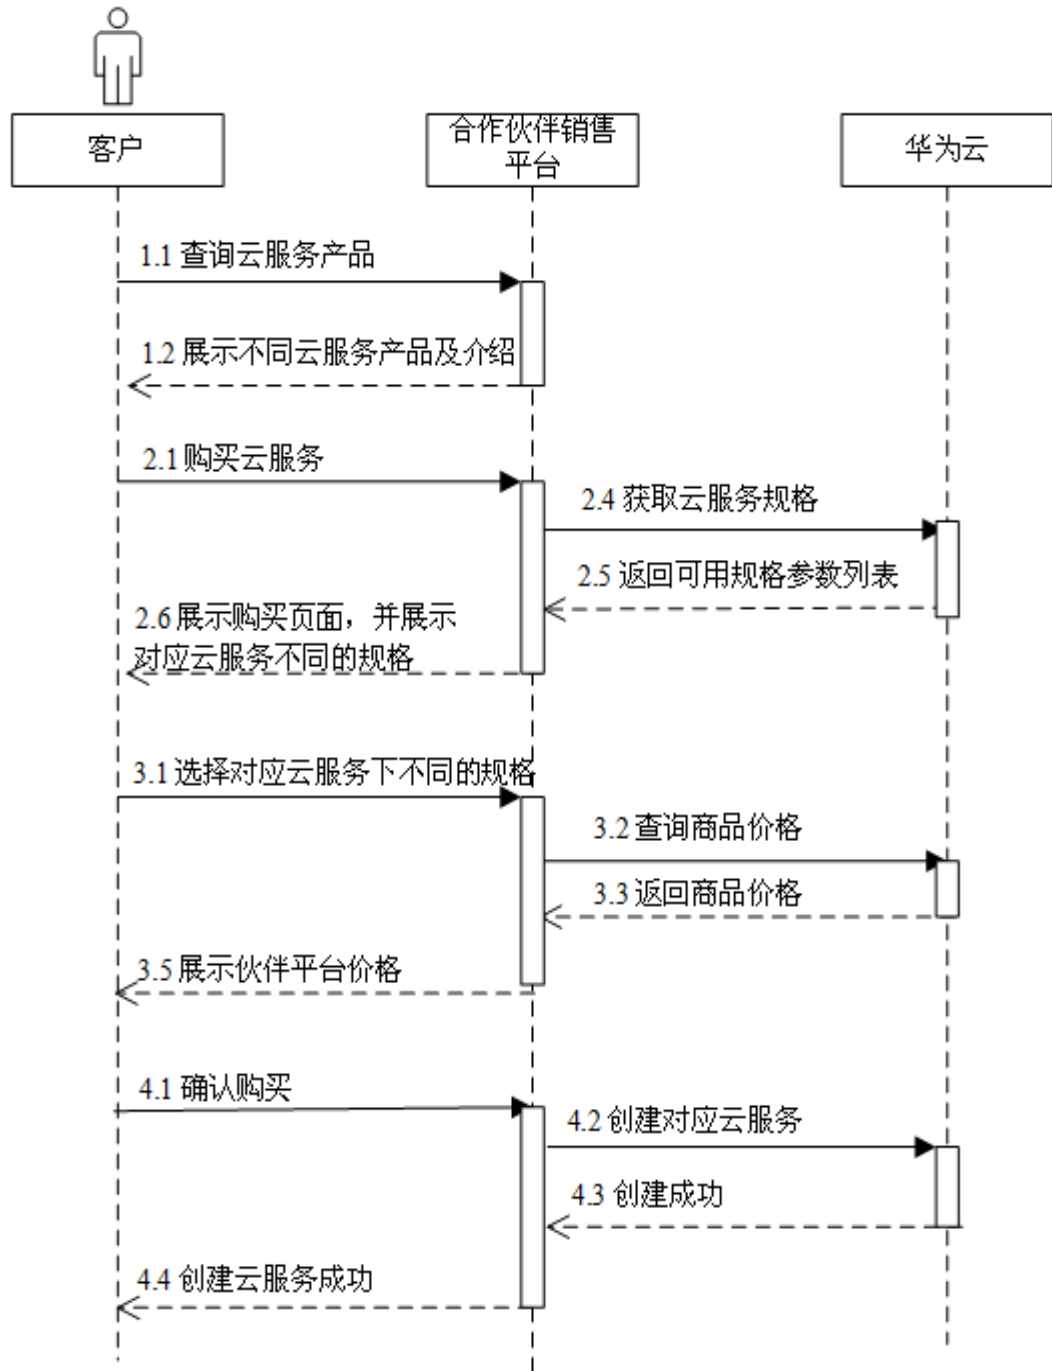 客户
合作伙伴销售
平台
华为云
1.1 查询云服务产品
1.2 展示不同云服务产品及介绍
2.1 购买云服务
2.4 获取云服务规格
2.5 返回可用规格参数列表
2.6 展示购买页面，并展示
对应云服务不同的规格
3.1 选择对应云服务下不同的规格
3.2 查询商品价格
3.3 返回商品价格
3.5 展示伙伴平台价格
4.1 确认购买
4.2 创建对应云服务
4.3 创建成功
4.4 创建云服务成功